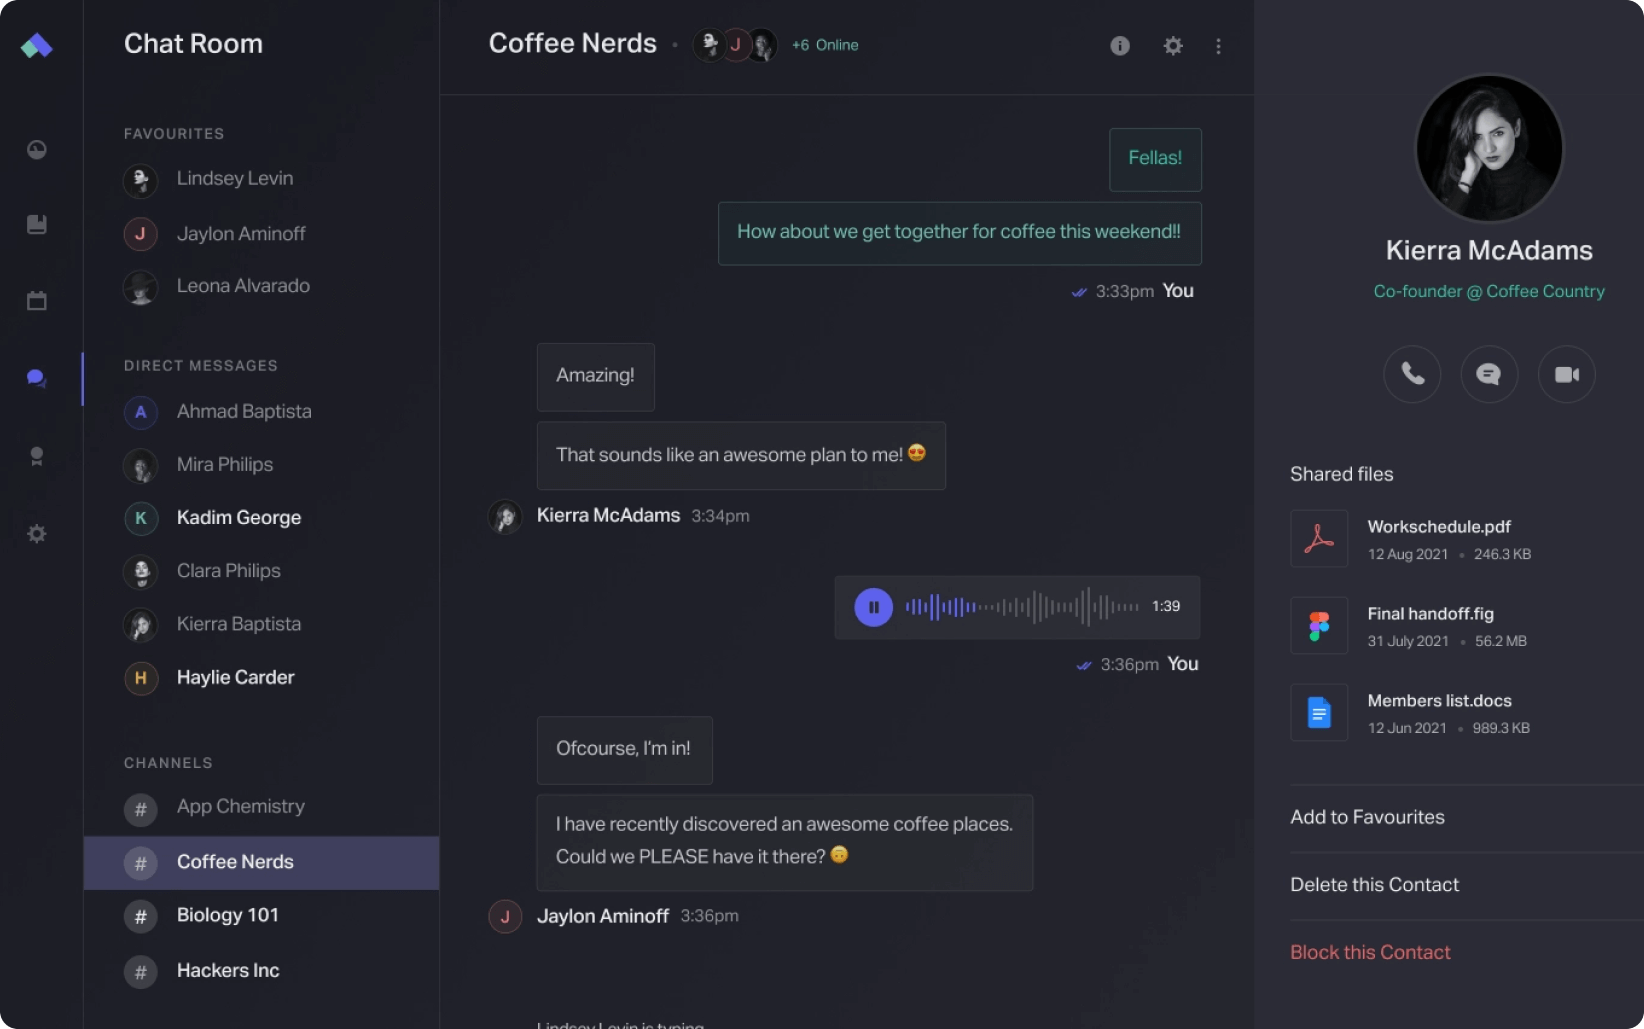 Chat Room
FAVOURITES
Lindsey Levin
J
Jaylon Aminoff
Leona Alvarado
DIRECT MESSAGES
A
Ahmad Baptista
Mira Philips
K
Kadim George
Clara Philips
Kierra Baptista
H
Haylie Carder
CHANNELS
#
App Chemistry
#
Coffee Nerds
#
Biology 101
#
Hackers Inc
Coffee Nerds
J
+6 Online
Fellas!
How about we get together for coffee this weekend!!
3:33pm You
Amazing!
That sounds like an awesome plan to me! 😍
Kierra McAdams 3:34pm
1:39
3:36pm You
Ofcourse, I'm in!
I have recently discovered an awesome coffee places.
Could we PLEASE have it there? 🙃
J
Jaylon Aminoff 3:36pm
Lindsey Levin is typing
Kierra McAdams
Co-founder @ Coffee Country
Shared files
Workschedule.pdf
12 Aug 2021 • 246.3 KB
Final handoff.fig
31 July 2021 • 56.2 MB
Members list.docs
12 Jun 2021 • 989.3 KB
Add to Favourites
Delete this Contact
Block this Contact